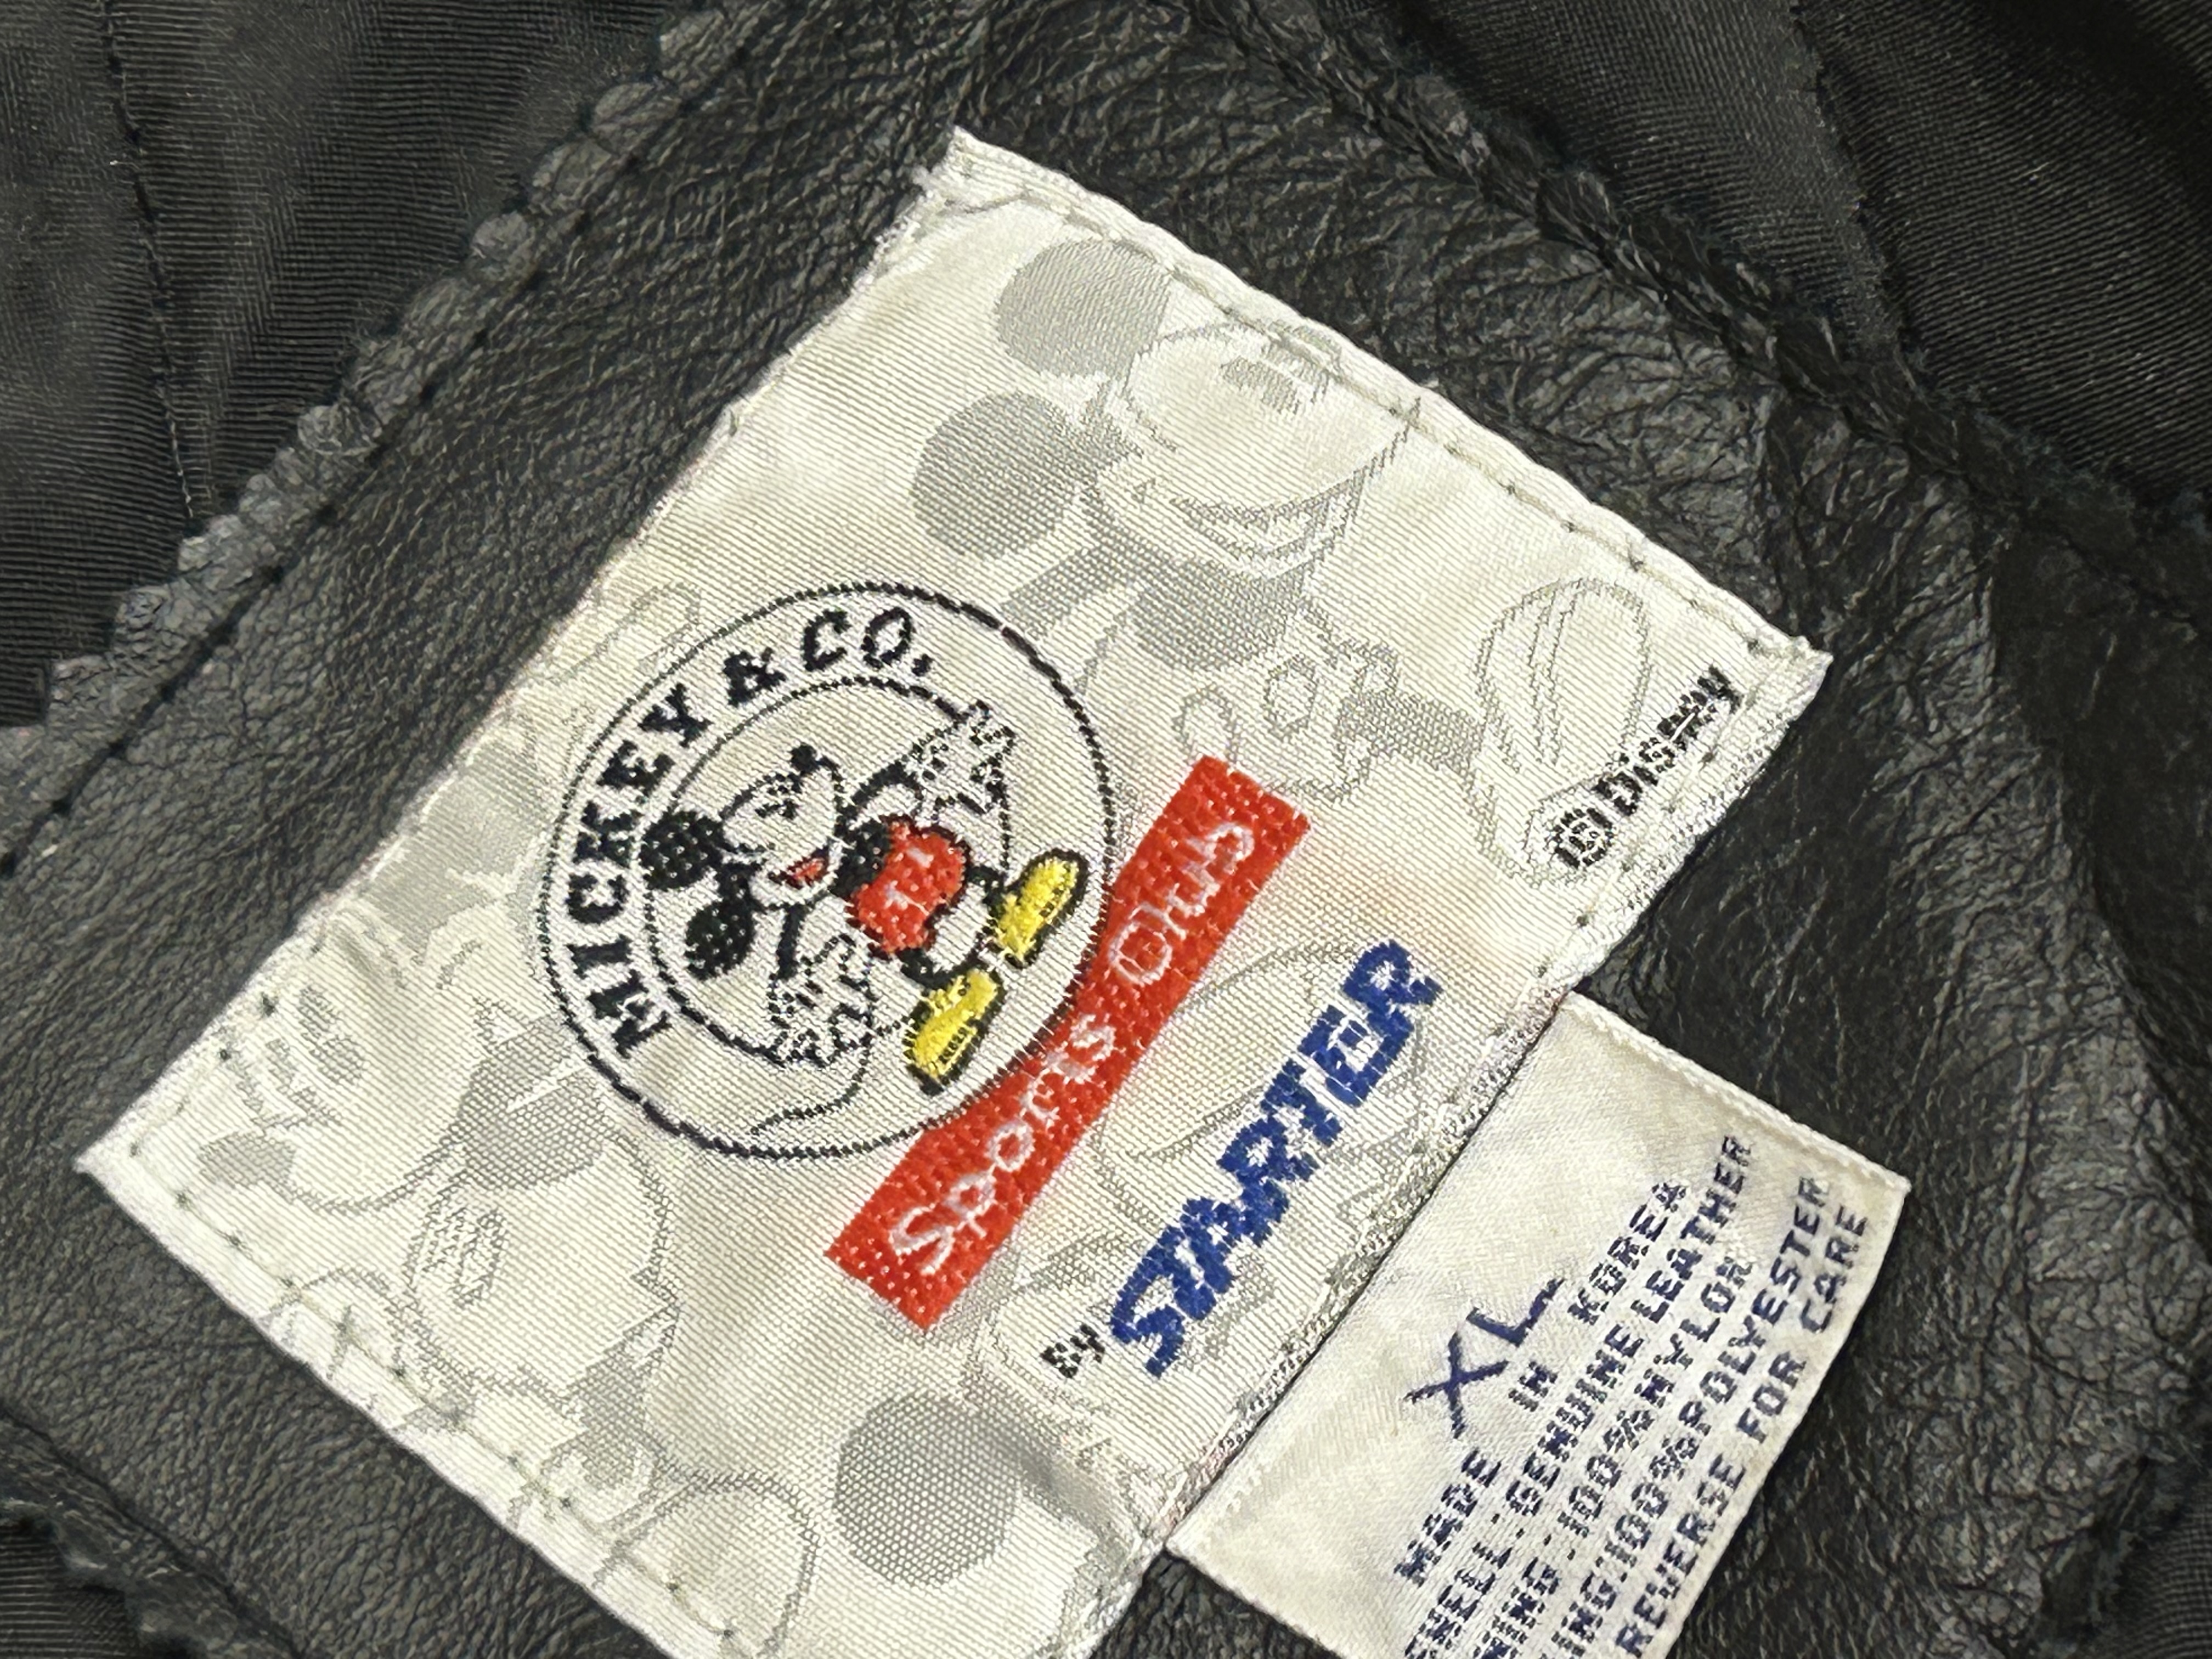 MICKEY & CO.
Sports Club
BY STARTER
© Disney
XL
MADE IN KOREA
SHELL:GENUINE LEATHER
LINING:100%NYLON
100%POLYESTER
REVERSE FOR CARE